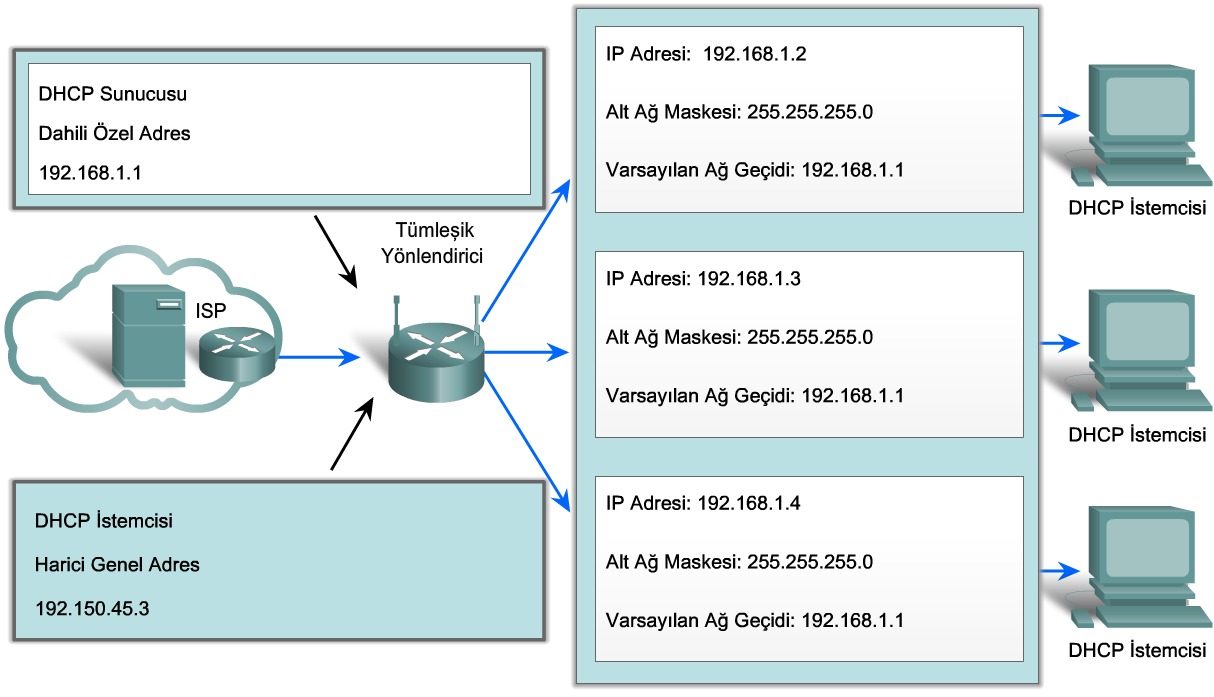 DHCP Sunucusu
Dahili Özel Adres
192.168.1.1
Tümleşik
Yönlendirici
ISP
DHCP İstemcisi
Harici Genel Adres
192.150.45.3
IP Adresi: 192.168.1.2
Alt Ağ Maskesi: 255.255.255.0
Varsayılan Ağ Geçidi: 192.168.1.1
DHCP İstemcisi
IP Adresi: 192.168.1.3
Alt Ağ Maskesi: 255.255.255.0
Varsayılan Ağ Geçidi: 192.168.1.1
DHCP İstemcisi
IP Adresi: 192.168.1.4
Alt Ağ Maskesi: 255.255.255.0
Varsayılan Ağ Geçidi: 192.168.1.1
DHCP İstemcisi